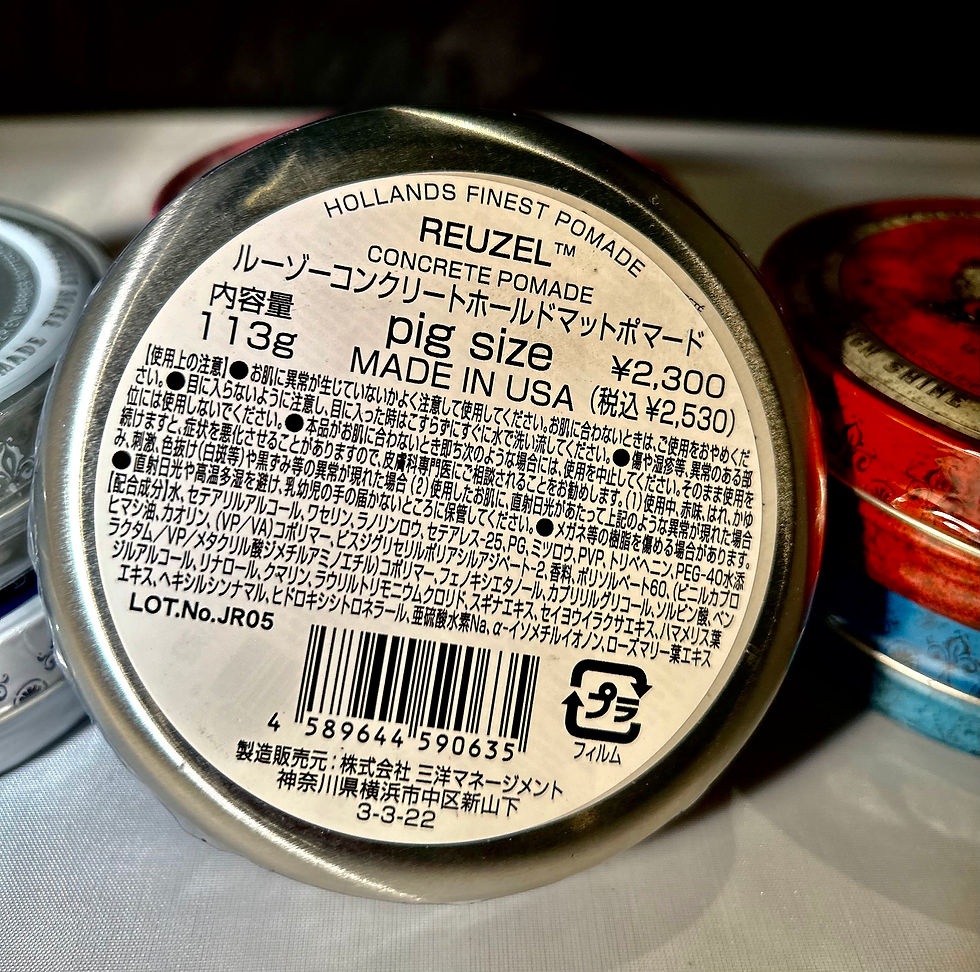 HOLLANDS FINEST POMADE
REUZEL™
CONCRETE POMADE
ルーゾーコンクリートホールドマットポマード
内容量
113g
pig size
¥2,300
MADE IN USA
(税込 ¥2,530)
【使用上の注意】●お肌に異常が生じていないかよく注意して使用してください。お肌に合わないときは、ご使用をおやめくだ
さい。●目に入らないように注意し、目に入った時はこすらずにすぐに水で洗い流してください。●傷や湿疹等、異常のある部
位には使用しないでください。●本品がお肌に合わないとき即ち次のような場合には、使用を中止してください。そのまま使用を
続けますと、症状を悪化させることがありますので、皮膚科専門医にご相談されることをお勧めします。(1)使用中、赤味、はれ、かゆ
み、刺激、色抜け(白斑等)や黒ずみ等の異常が現れた場合 (2)使用したお肌に、直射日光があたって上記のような異常が現れた場合
●直射日光や高温多湿を避け、乳幼児の手の届かないところに保管してください。●メガネ等の樹脂を傷める場合があります。
【配合成分】水、セテアリルアルコール、ワセリン、ラノリンロウ、セテアレス-25、PG、ミツロウ、PVP、トリベヘニン、PEG-40水添
ヒマシ油、カオリン、(VP/VA)コポリマー、ビスジグリセリルポリアシルアジペート-2、香料、ポリソルベート60、(ビニルカプロ
ラクタム/VP/メタクリル酸ジメチルアミノエチル)コポリマー、フェノキシエタノール、カプリリルグリコール、ソルビン酸、ベン
ジルアルコール、リナロール、クマリン、ラウリルトリモニウムクロリド、スギナエキス、セイヨウイラクサエキス、ハマメリス葉
エキス、ヘキシルシンナマル、ヒドロキシシトロネラール、亜硫酸水素Na、α-イソメチルイオノン、ローズマリー葉エキス
LOT.No.JR05
4 589644 590635
プラ
フィルム
製造販売元：株式会社 三洋マネージメント
神奈川県横浜市中区新山下
3-3-22
SHINE